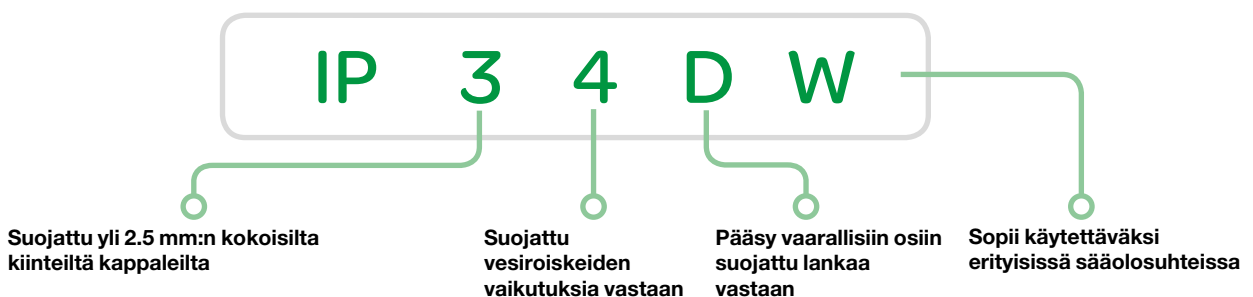 IP 3 4 D W
Suojattu yli 2.5 mm:n kokoisilta
kiinteiltä kappaleilta
Suojattu
vesiroiskeiden
vaikutuksia vastaan
Pääsy vaarallisiin osiin
suojattu lankaa
vastaan
Sopii käytettäväksi
erityisissä sääolosuhteissa